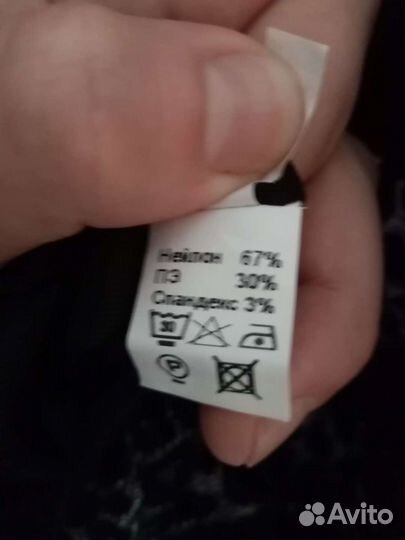 Нейлон 67%
ПЭ 30%
Спандекс 3%
30
P
Avito